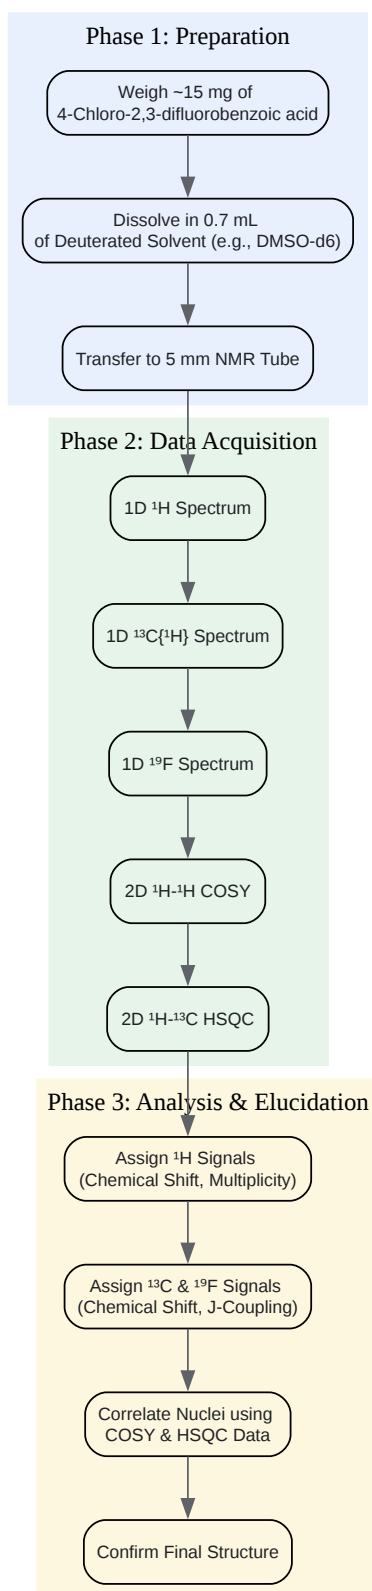 Phase 1: Preparation
Weigh ~15 mg of
4-Chloro-2,3-difluorobenzoic acid
Dissolve in 0.7 mL
of Deuterated Solvent (e.g., DMSO-d6)
Transfer to 5 mm NMR Tube
Phase 2: Data Acquisition
1D ¹H Spectrum
1D ¹³C{¹H} Spectrum
1D ¹⁹F Spectrum
2D ¹H-¹H COSY
2D ¹H-¹³C HSQC
Phase 3: Analysis & Elucidation
Assign ¹H Signals
(Chemical Shift, Multiplicity)
Assign ¹³C & ¹⁹F Signals
(Chemical Shift, J-Coupling)
Correlate Nuclei using
COSY & HSQC Data
Confirm Final Structure